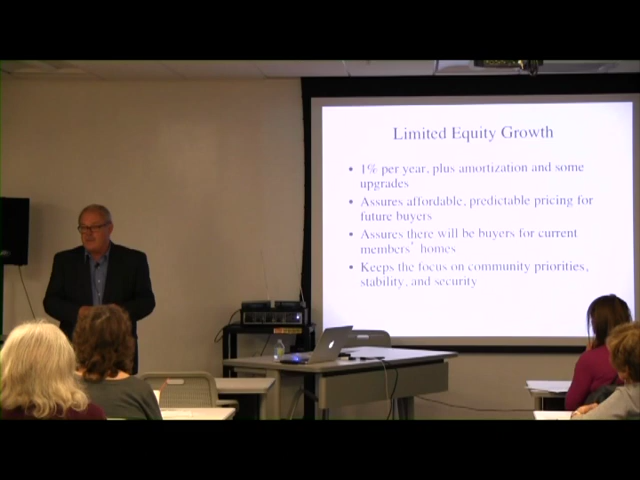 Limited Equity Growth
• 1% per year, plus amortization and some
upgrades
• Assures affordable, predictable pricing for
future buyers
• Assures there will be buyers for current
members' homes
• Keeps the focus on community priorities,
stability, and security